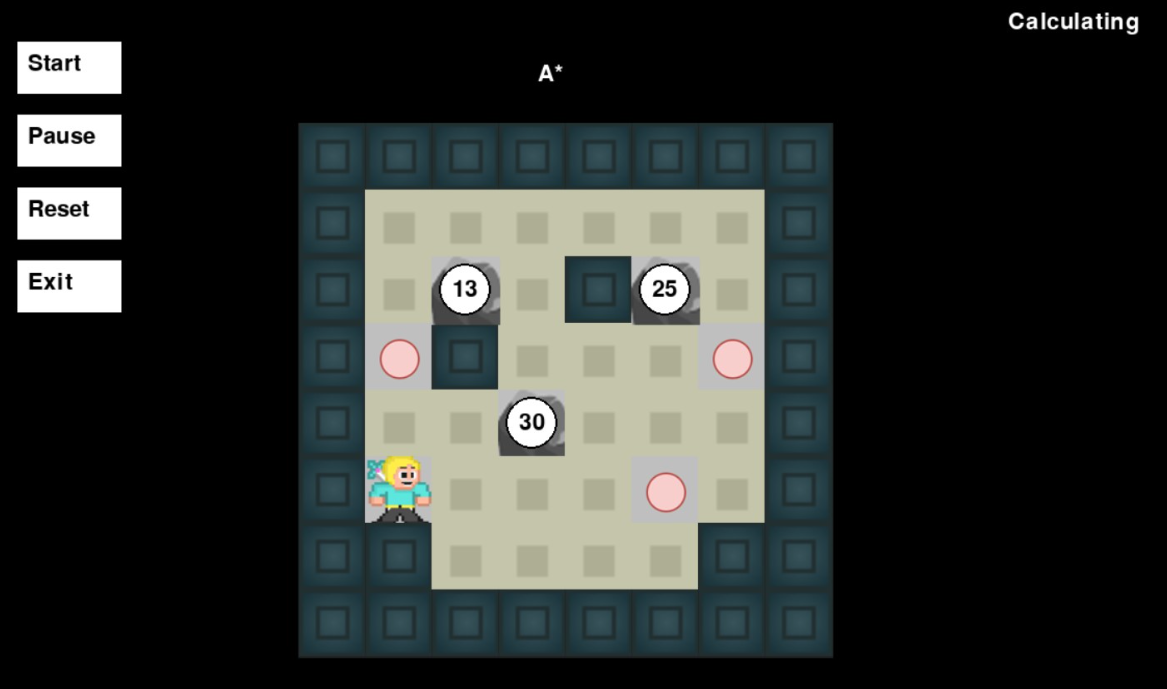 Calculating
Start
A*
Pause
Reset
Exit
13
25
30